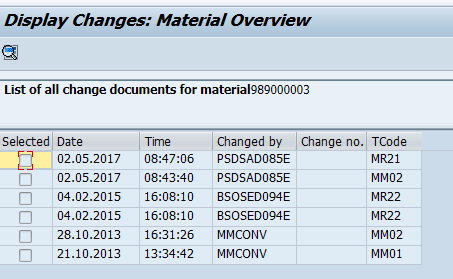 Display Changes: Material Overview
List of all change documents for material989000003
Selected Date Time Changed by Change no. TCode
02.05.2017 08:47:06 PSDSAD085E MR21
02.05.2017 08:43:40 PSDSAD085E MM02
04.02.2015 16:08:10 BSOSED094E MR22
04.02.2015 16:08:10 BSOSED094E MR22
28.10.2013 16:31:26 MMCONV MM02
21.10.2013 13:34:42 MMCONV MM01